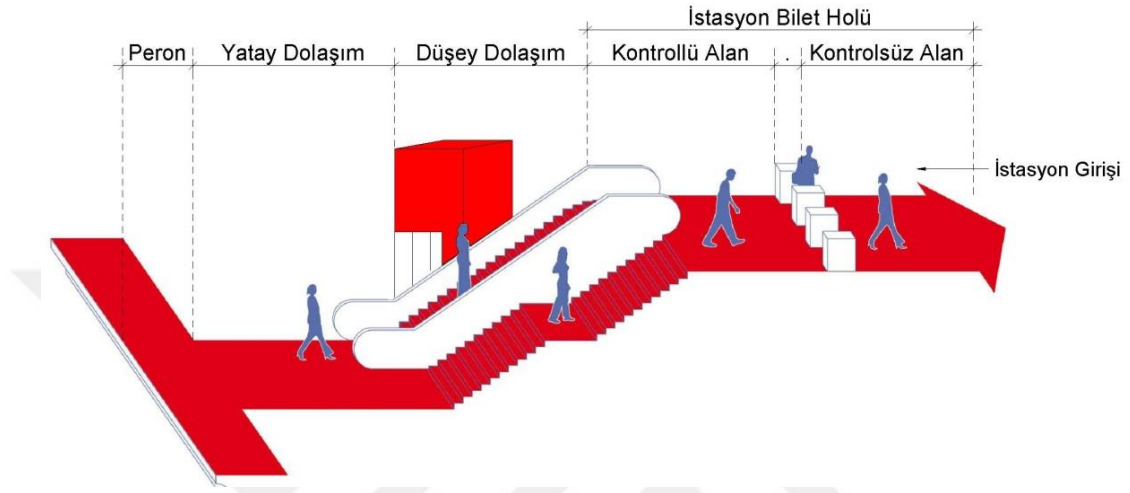 İstasyon Bilet Holü
Peron Yatay Dolaşım Düşey Dolaşım Kontrollü Alan . Kontrolsüz Alan
İstasyon Girişi